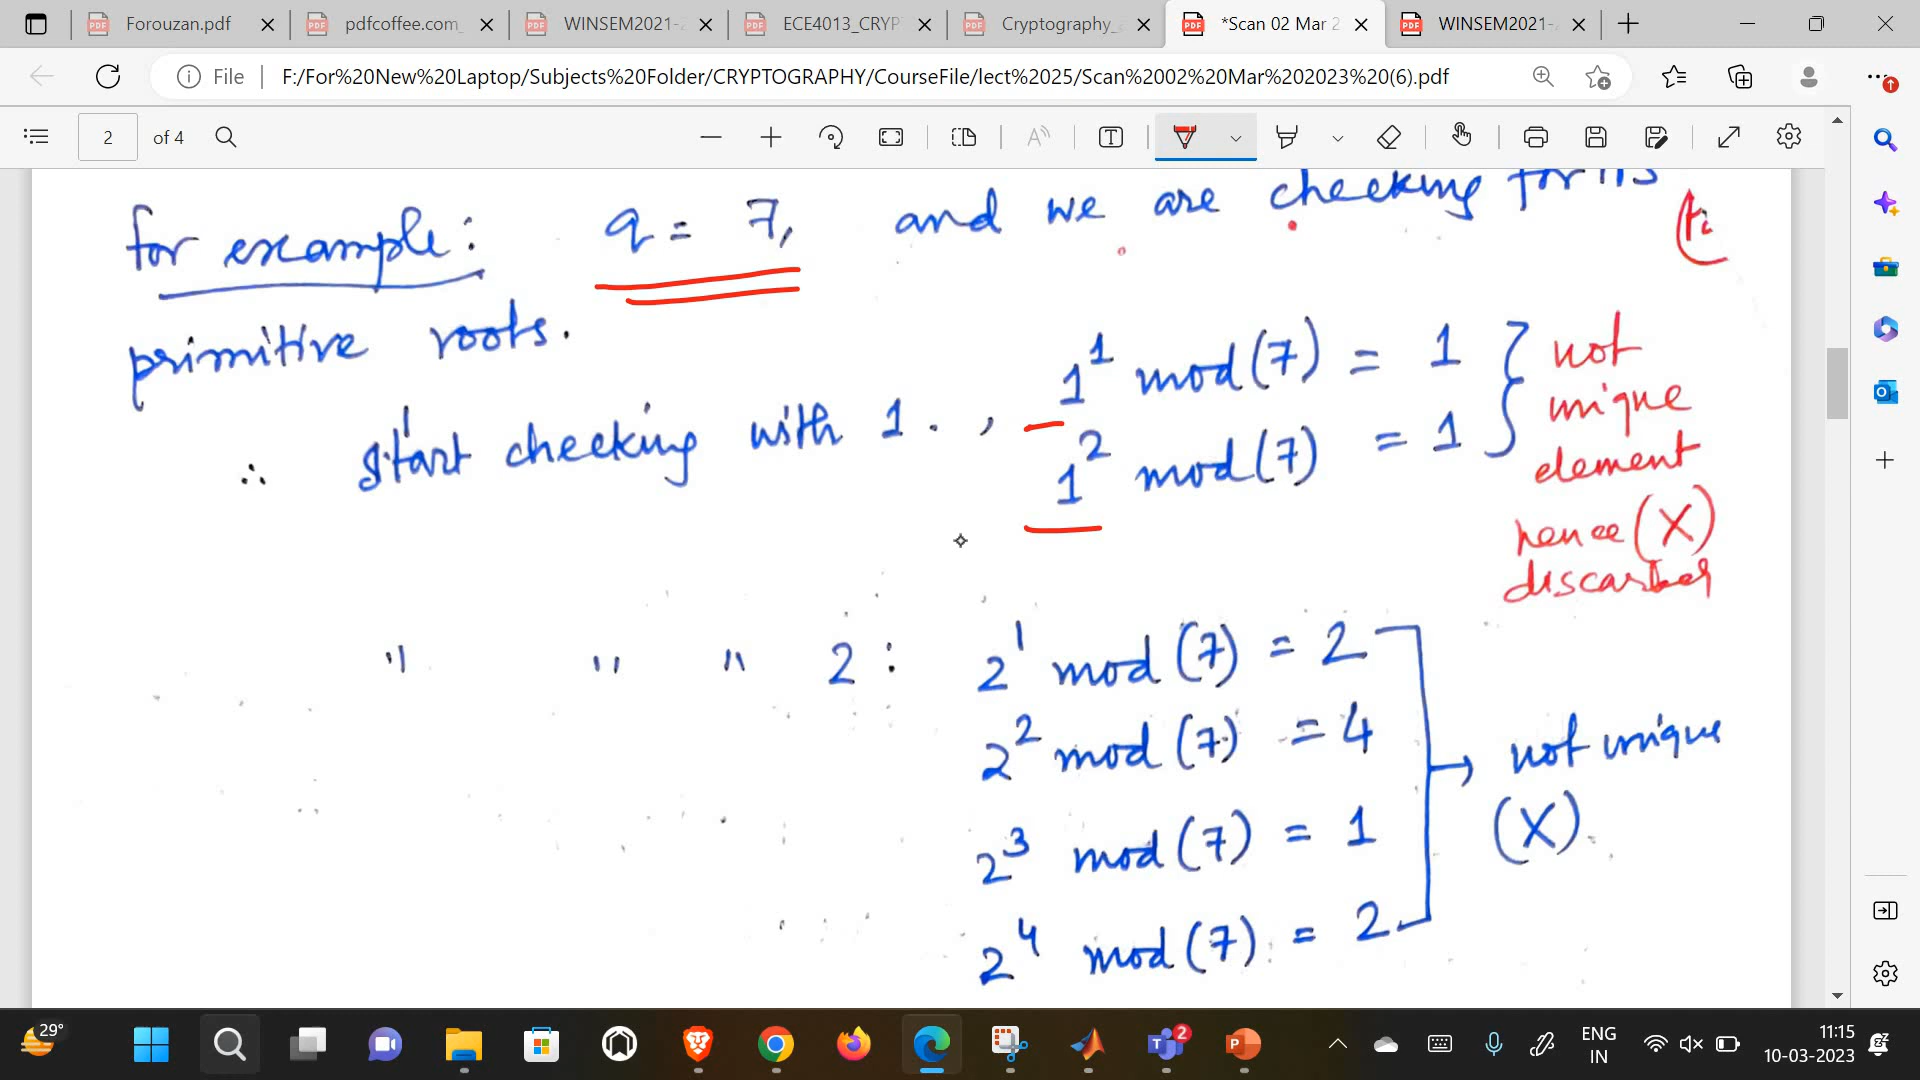 Forouzan.pdf
pdfcoffee.com_
WINSEM2021-
ECE4013_CRYP
Cryptography_
*Scan 02 Mar 2
WINSEM2021-
File
F:/For%20New%20Laptop/Subjects%20Folder/CRYPTOGRAPHY/CourseFile/lect%2025/Scan%2002%20Mar%202023%20(6).pdf
2 of 4
for example: q = 7, and we are checking for its
primitive roots.
∴ start checking with 1. , 1^1 mod(7) = 1
1^2 mod(7) = 1
not
unique
element
hence (X)
discarded
" " " 2 : 2^1 mod (7) = 2
2^2 mod (7) = 4
2^3 mod (7) = 1
2^4 mod (7) = 2
→ not unique
(X).
29°
2
ENG
IN
11:15
10-03-2023